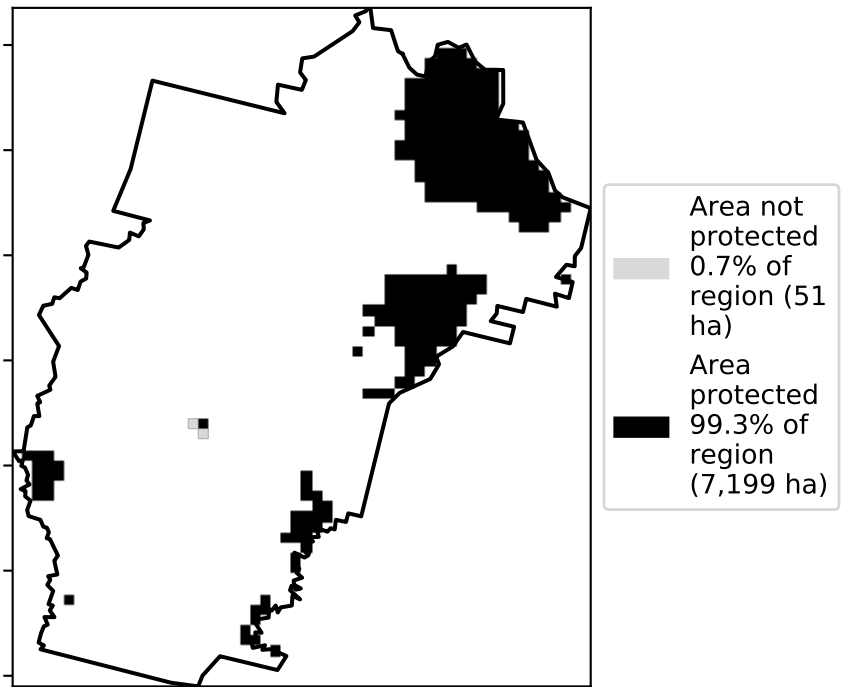 Area not
protected
0.7% of
region (51
ha)
Area
protected
99.3% of
region
(7,199 ha)